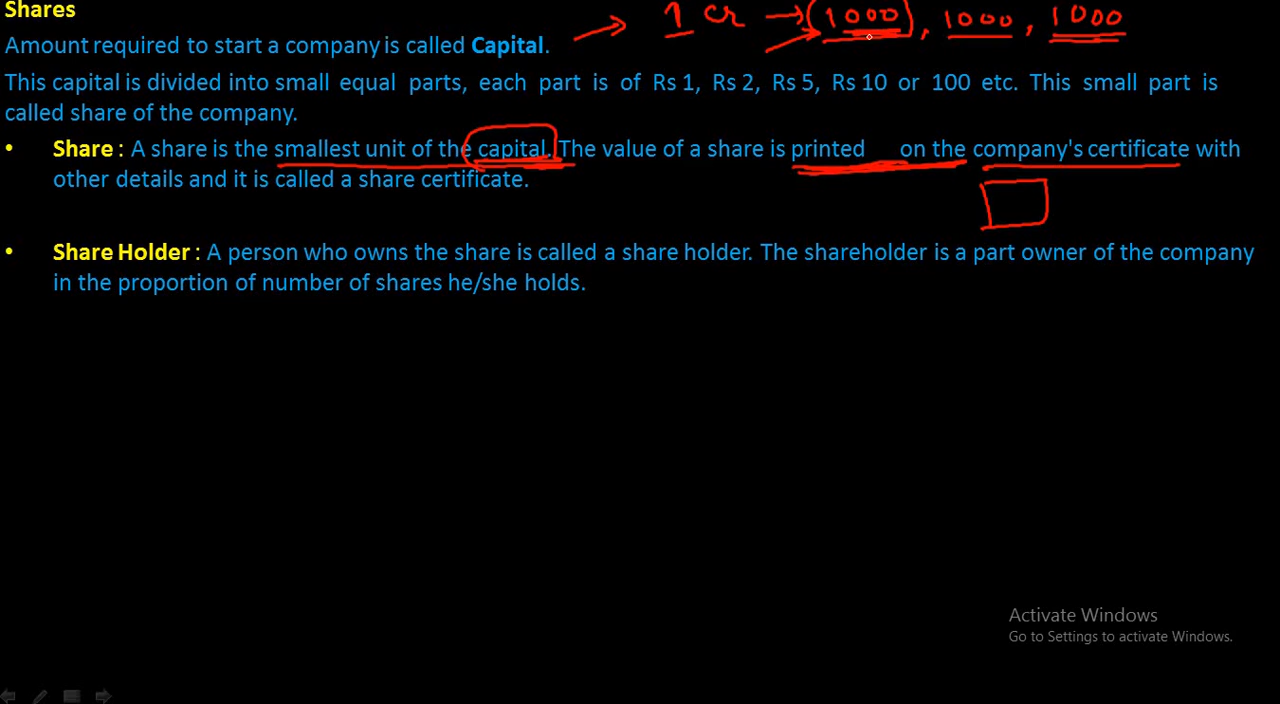 Shares
1 cr → (1000), 1000, 1000
Amount required to start a company is called Capital.
This capital is divided into small equal parts, each part is of Rs 1, Rs 2, Rs 5, Rs 10 or 100 etc. This small part is
called share of the company.
• Share : A share is the smallest unit of the capital. The value of a share is printed on the company's certificate with
other details and it is called a share certificate.
• Share Holder : A person who owns the share is called a share holder. The shareholder is a part owner of the company
in the proportion of number of shares he/she holds.
Activate Windows
Go to Settings to activate Windows.